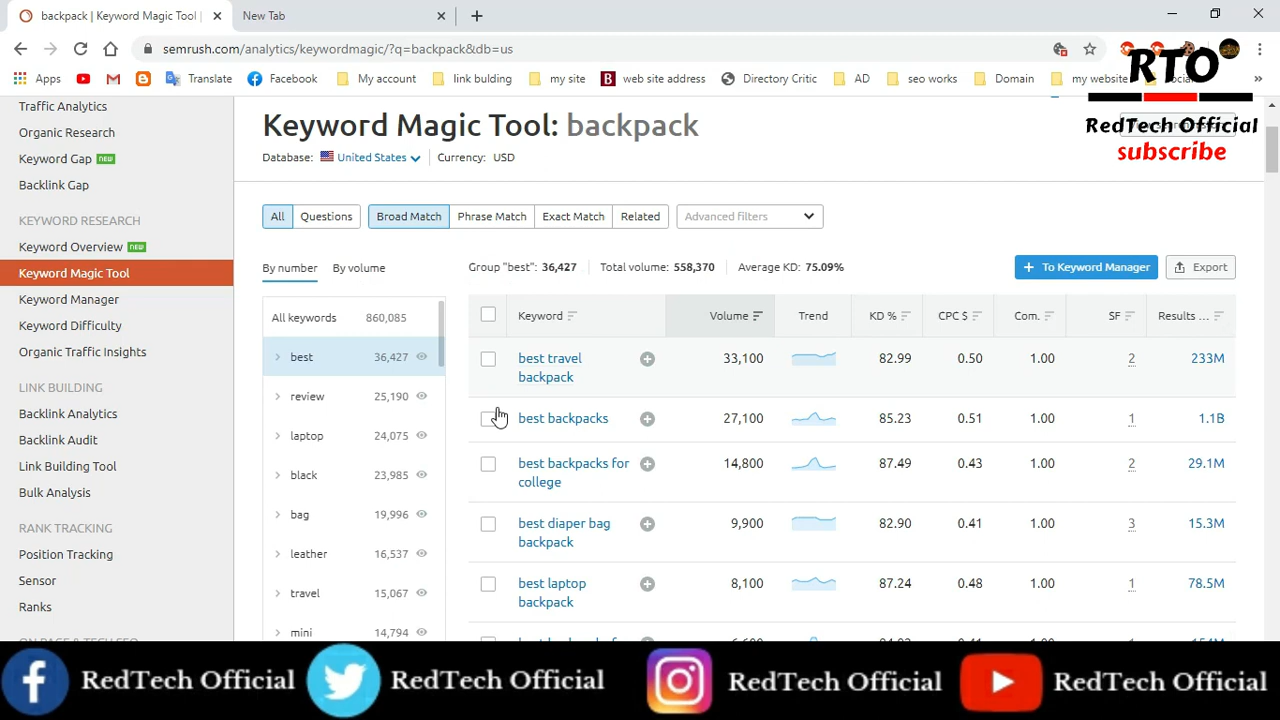 backpack | Keyword Magic Tool |
New Tab
semrush.com/analytics/keywordmagic/?q=backpack&db=us
Apps
Translate
Facebook
My account
link bulding
my site
B
web site address
Directory Critic
AD
seo works
Domain
my website
RTO
RedTech Official
subscribe
Traffic Analytics
Organic Research
Keyword Gap NEW
Backlink Gap
KEYWORD RESEARCH
Keyword Overview NEW
Keyword Magic Tool
Keyword Manager
Keyword Difficulty
Organic Traffic Insights
LINK BUILDING
Backlink Analytics
Backlink Audit
Link Building Tool
Bulk Analysis
RANK TRACKING
Position Tracking
Sensor
Ranks
Keyword Magic Tool: backpack
Database: United States
Currency: USD
All Questions Broad Match Phrase Match Exact Match Related Advanced filters
By number By volume
Group "best": 36,427 Total volume: 558,370 Average KD: 75.09%
+ To Keyword Manager Export
All keywords 860,085
best 36,427
review 25,190
laptop 24,075
black 23,985
bag 19,996
leather 16,537
travel 15,067
mini 14,794
Keyword Volume Trend KD % CPC $ Com. SF Results ...
best travel backpack 33,100 82.99 0.50 1.00 2 233M
best backpacks 27,100 85.23 0.51 1.00 1 1.1B
best backpacks for college 14,800 87.49 0.43 1.00 2 29.1M
best diaper bag backpack 9,900 82.90 0.41 1.00 3 15.3M
best laptop backpack 8,100 87.24 0.48 1.00 1 78.5M
RedTech Official
RedTech Official
RedTech Official
RedTech Official